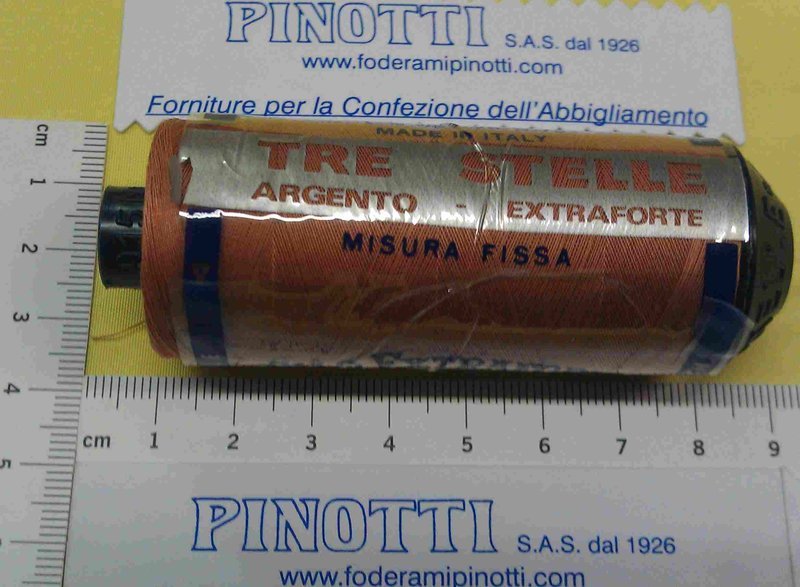 PINOTTI S.A.S. dal 1926
www.foderamipinotti.com
Forniture per la Confezione dell'Abbigliamento
MADE IN ITALY
TRE STELLE
ARGENTO - EXTRAFORTE
MISURA FISSA
cm
1
2
3
4
5
cm 1 2 3 4 5 6 7 8 9
PINOTTI S.A.S. dal 1926
www.foderamipinotti.com